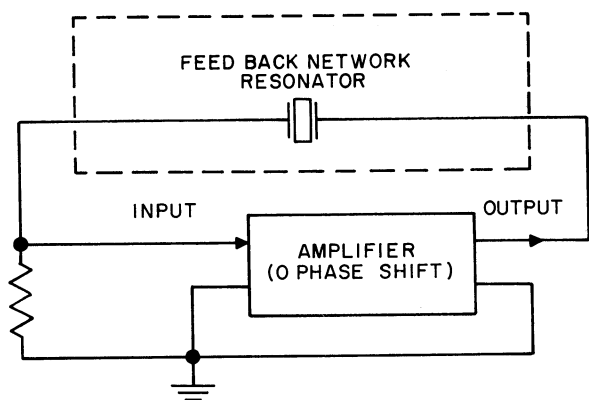 FEED BACK NETWORK
RESONATOR
INPUT
OUTPUT
AMPLIFIER
(0 PHASE SHIFT)